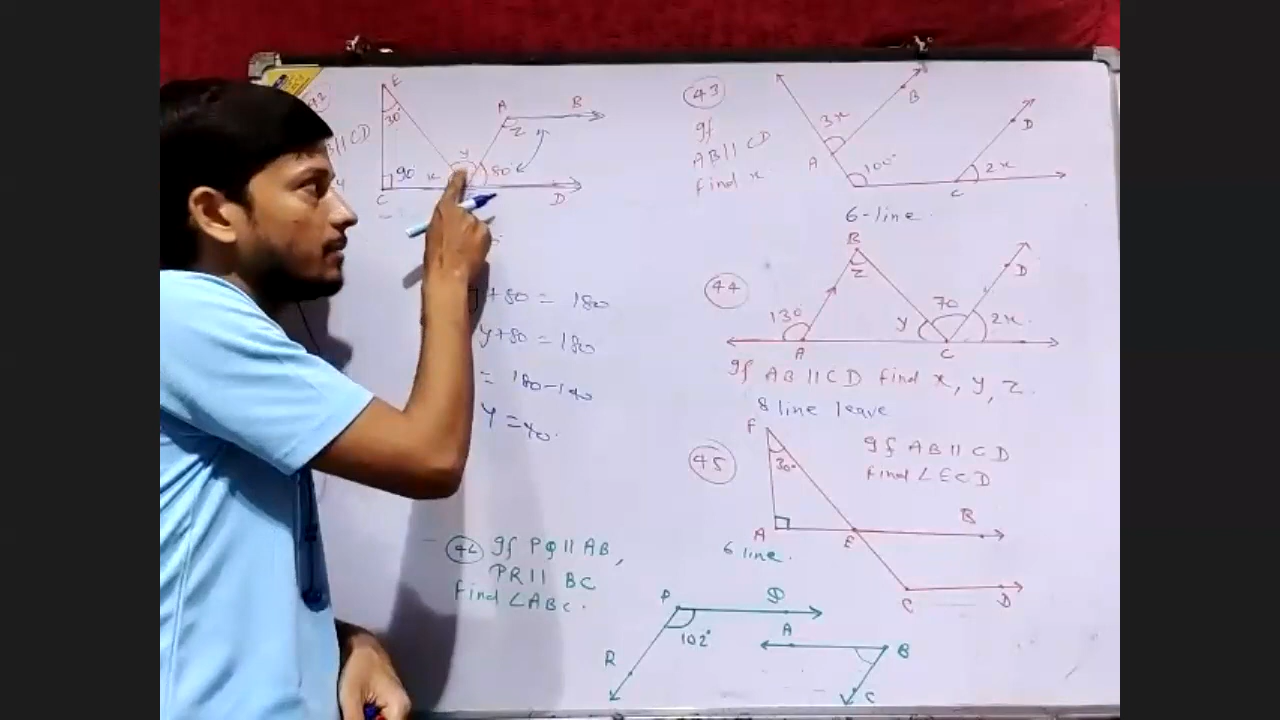 42
E
30°
B || CD
A
B
Z
y
90°
x
80°
C
D
y + 80 = 180
y + 80 = 180
= 180 - 140
y = 40.
43
If
AB || CD
find x.
3x
B
A
100°
D
C
2x
6-line.
44
B
Z
D
130°
70
y
2x
A
C
If AB || CD find x, y, z.
8 line leave
45
F
30°
If AB || CD
find ∠ECD
A
E
B
6 line.
C
D
If PQ || AB,
PR || BC
find ∠ABC.
P
102°
R
A
B
C